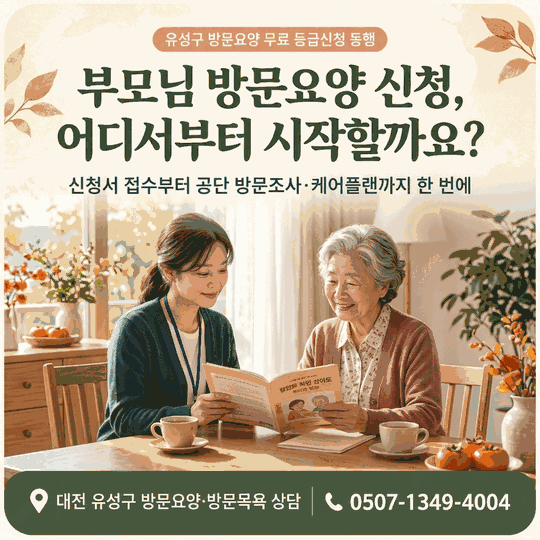 유성구 방문요양 무료 등급신청 동행
부모님 방문요양 신청,
어디서부터 시작할까요?
신청서 접수부터 공단 방문조사·케어플랜까지 한 번에
대전 유성구 방문요양·방문목욕 상담
0507-1349-4004